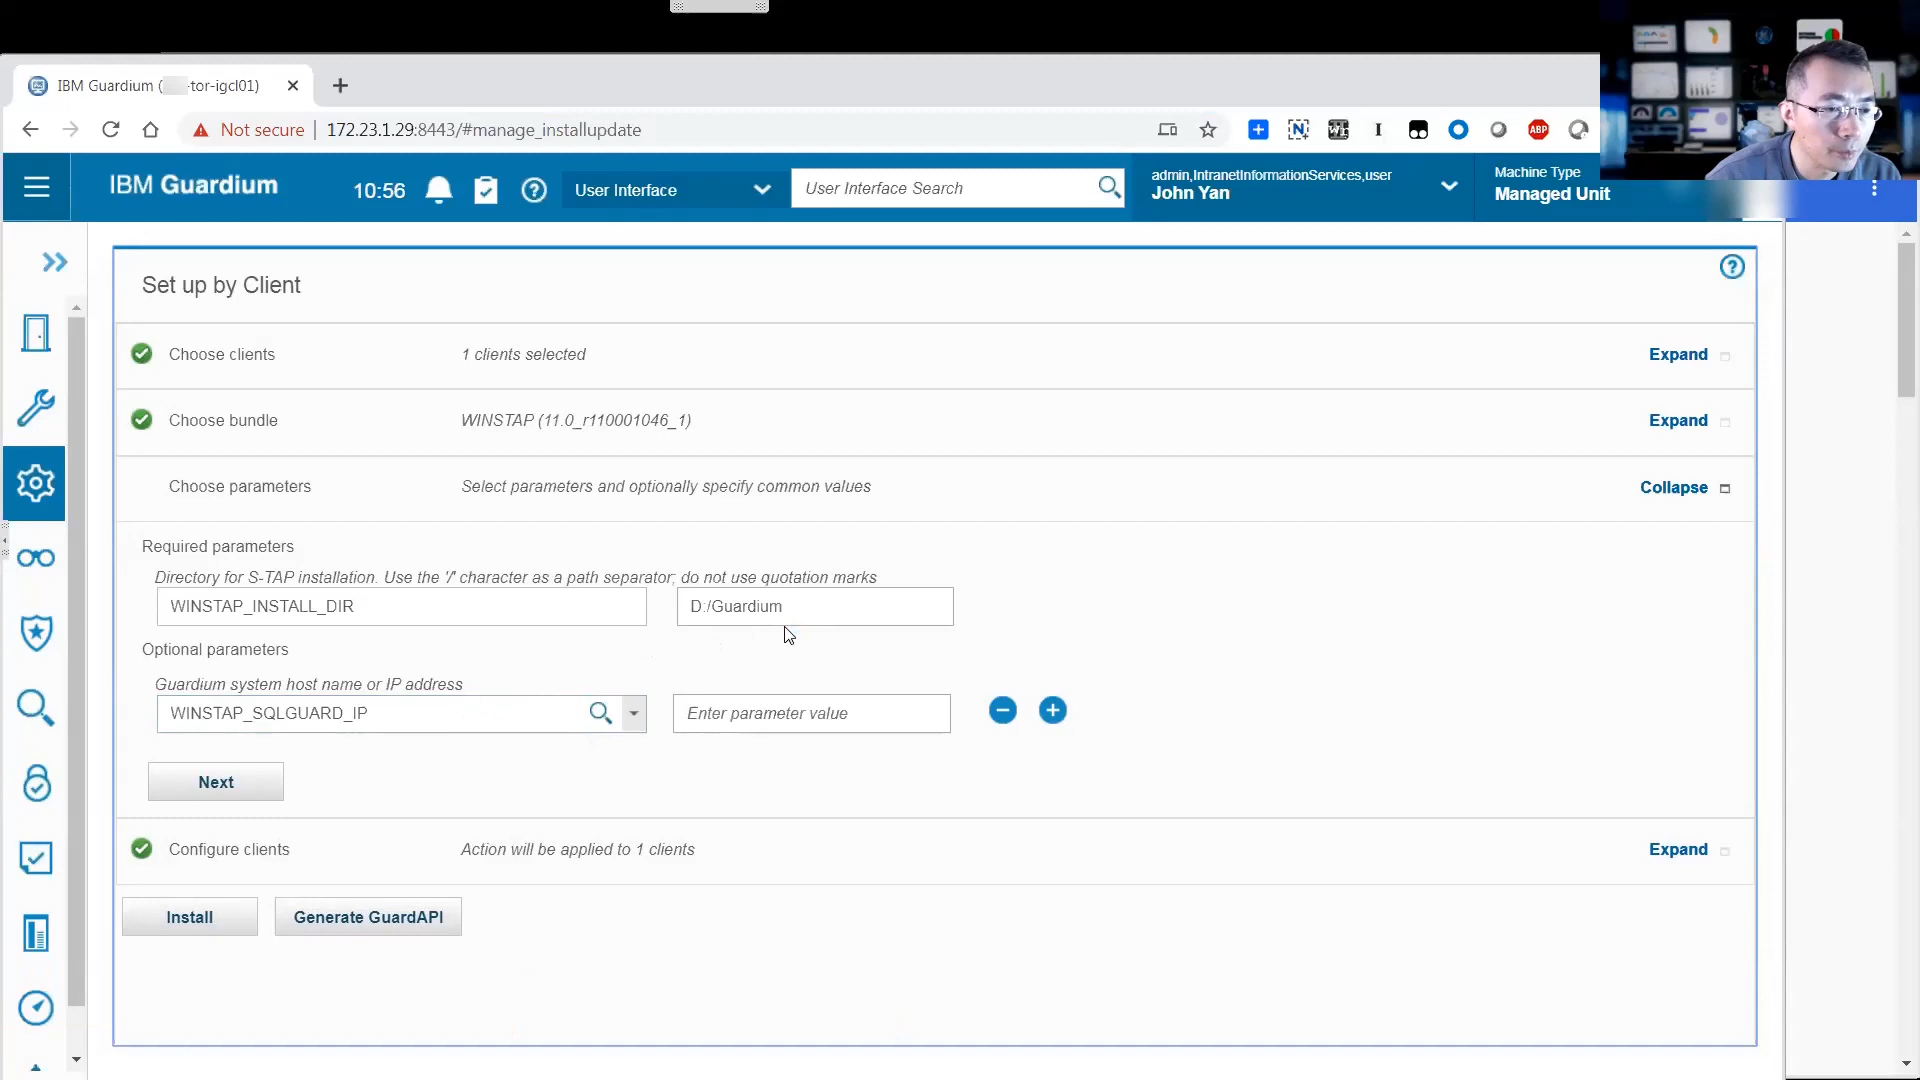 IBM Guardium ( -tor-igcl01)
Not secure
172.23.1.29:8443/#manage_installupdate
ABP
IBM Guardium
10:56
User Interface
User Interface Search
admin,IntranetInformationServices,user
John Yan
Machine Type
Managed Unit
Set up by Client
Choose clients
1 clients selected
Expand
Choose bundle
WINSTAP (11.0_r110001046_1)
Expand
Choose parameters
Select parameters and optionally specify common values
Collapse
Required parameters
Directory for S-TAP installation. Use the '/' character as a path separator; do not use quotation marks
WINSTAP_INSTALL_DIR
D:/Guardium
Optional parameters
Guardium system host name or IP address
WINSTAP_SQLGUARD_IP
Enter parameter value
Next
Configure clients
Action will be applied to 1 clients
Expand
Install
Generate GuardAPI